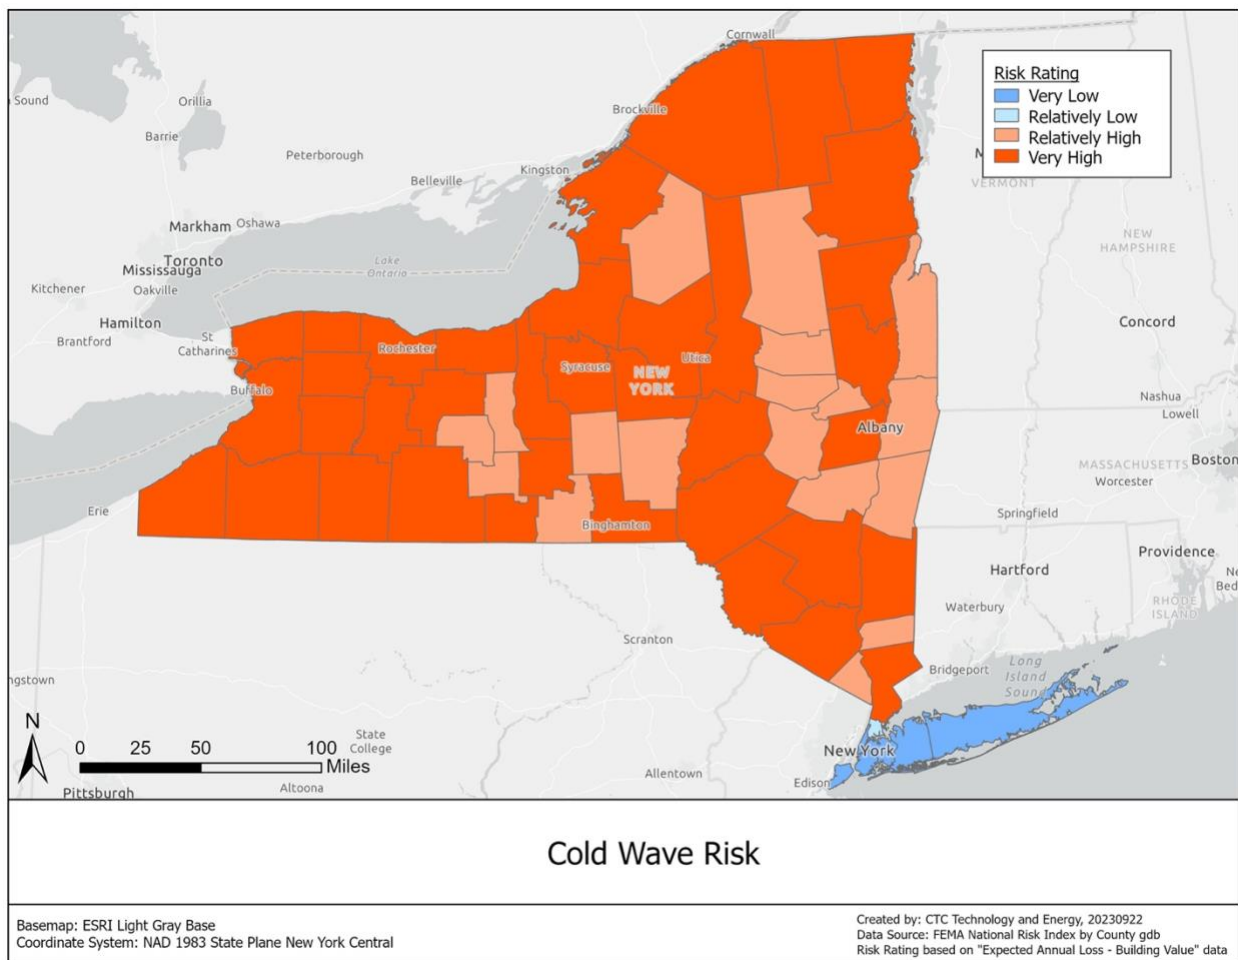 Cornwall
Sound
Orillia
Brockville
Barrie
Peterborough
Kingston
Belleville
VERMONT
Markham
Oshawa
NEW
HAMPSHIRE
Toronto
Mississauga
Lake
Ontario
Kitchener
Oakville
Hamilton
St
Catharines
Brantford
Concord
Rochester
Syracuse
Utica
NEW
YORK
Buffalo
Nashua
Lowell
Albany
MASSACHUSETTS
Boston
Worcester
Erie
Springfield
Binghamton
Providence
Hartford
RHODE
ISLAND
Waterbury
Scranton
Bridgeport
Long
Island
Sound
ngstown
State
College
New York
Allentown
Edison
Altoona
Pittsburgh
Risk Rating
Very Low
Relatively Low
Relatively High
Very High
N
0 25 50 100
Miles
Cold Wave Risk
Basemap: ESRI Light Gray Base
Coordinate System: NAD 1983 State Plane New York Central
Created by: CTC Technology and Energy, 20230922
Data Source: FEMA National Risk Index by County gdb
Risk Rating based on "Expected Annual Loss - Building Value" data